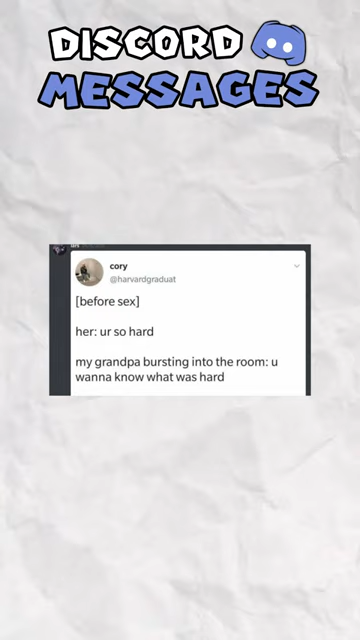 DISCORD
MESSAGES
cory
@harvardgraduat
[before sex]
her: ur so hard
my grandpa bursting into the room: u
wanna know what was hard